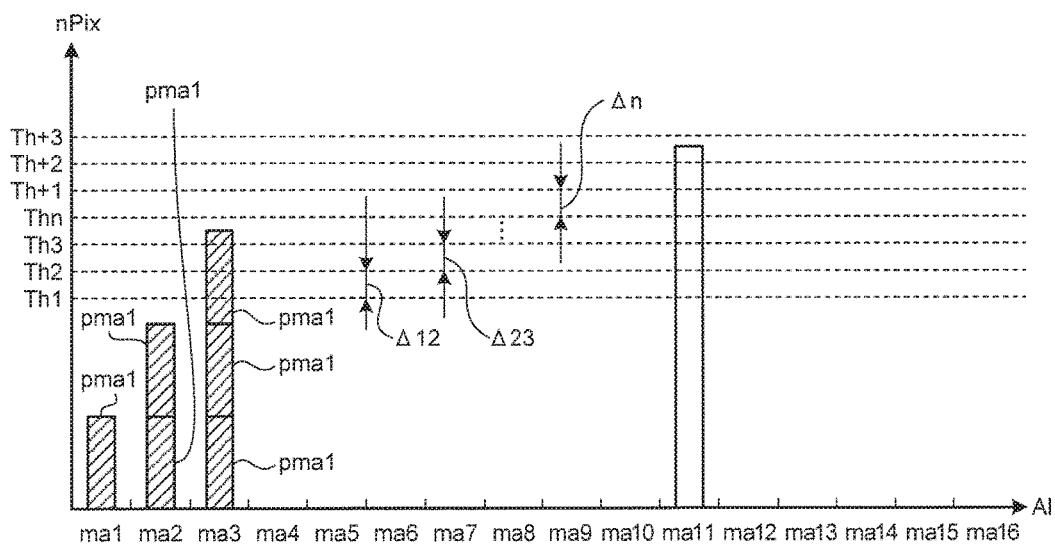 nPix
pma1
Δn
Th+3
Th+2
Th+1
Thn
Th3
Th2
Th1
pma1
pma1
Δ12
Δ23
pma1
pma1
pma1
ma1 ma2 ma3 ma4 ma5 ma6 ma7 ma8 ma9 ma10 ma11 ma12 ma13 ma14 ma15 ma16